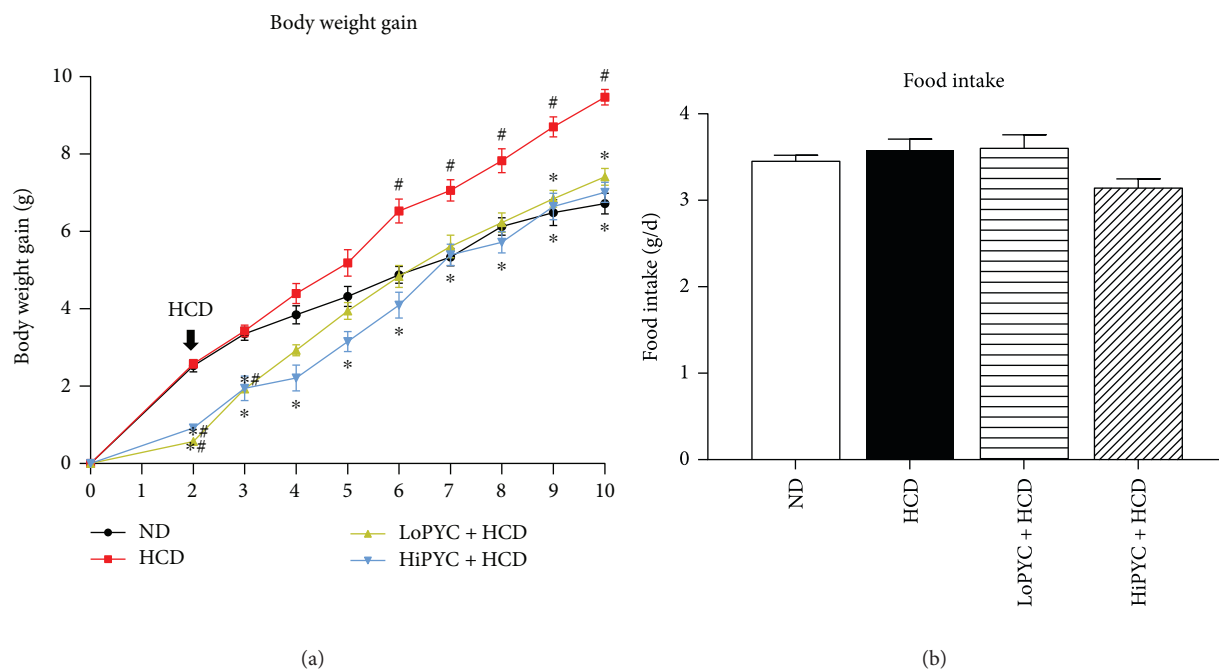 Body weight gain
10
8
6
4
2
0
Body weight gain (g)
HCD
# # # # #
* * * * * * * * *
*#
*#
*#
0 1 2 3 4 5 6 7 8 9 10
ND
HCD
LoPYC + HCD
HiPYC + HCD
(a)
Food intake
4
3
2
1
0
Food intake (g/d)
ND
HCD
LoPYC + HCD
HiPYC + HCD
(b)